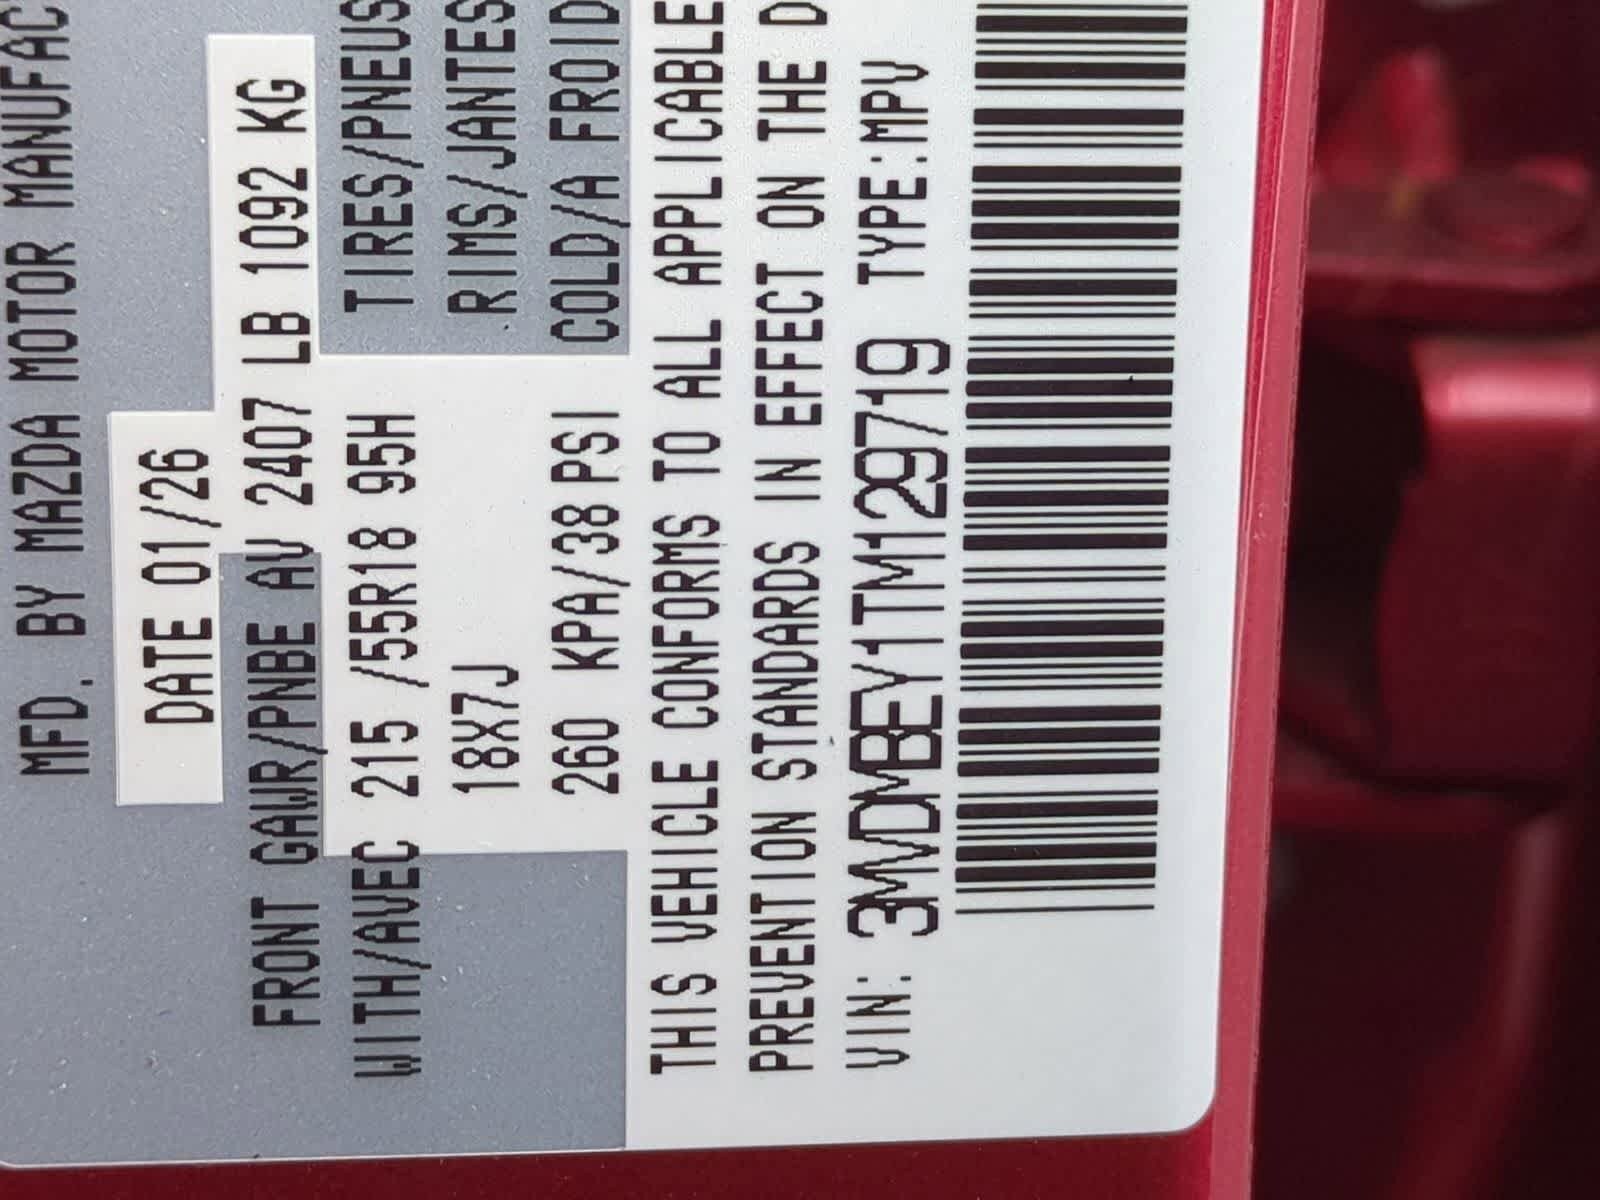 MFD. BY MAZDA MOTOR MANUFAC
DATE 01/26
FRONT GAWR/PNBE AV 2407 LB 1092 KG
WITH/AVEC 215 /55R18 95H TIRES/PNEUS
18X7J RIMS/JANTES
260 KPA/38 PSI COLD/A FROID
THIS VEHICLE CONFORMS TO ALL APPLICABLE
PREVENTION STANDARDS IN EFFECT ON THE D
VIN: 3MVDMBEY1TM129719 TYPE:MPV